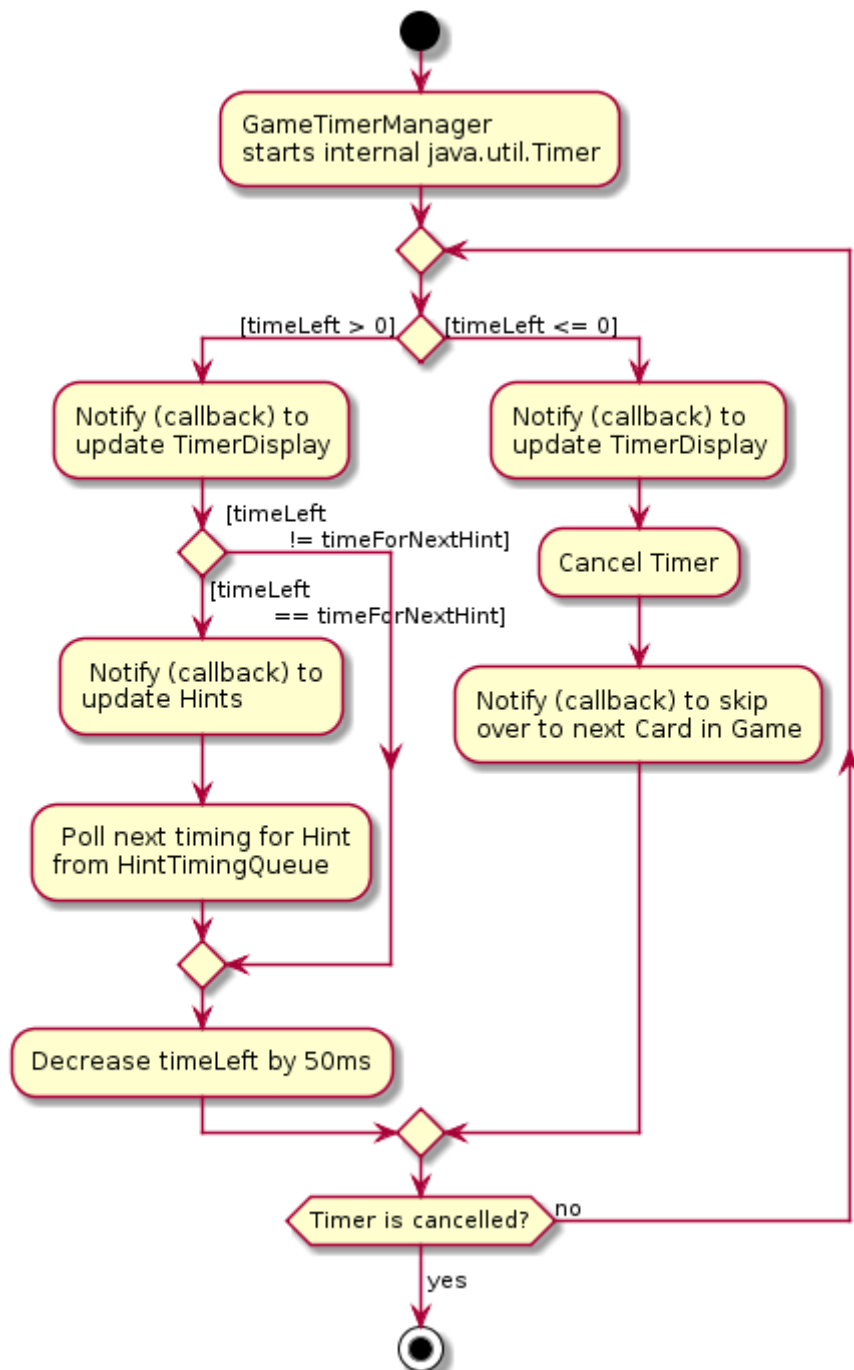 GameTimerManager
starts internal java.util.Timer
[timeLeft > 0]
[timeLeft <= 0]
Notify (callback) to
update TimerDisplay
Notify (callback) to
update TimerDisplay
[timeLeft
!= timeForNextHint]
Cancel Timer
[timeLeft
== timeForNextHint]
Notify (callback) to
update Hints
Notify (callback) to skip
over to next Card in Game
Poll next timing for Hint
from HintTimingQueue
Decrease timeLeft by 50ms
Timer is cancelled?
no
yes